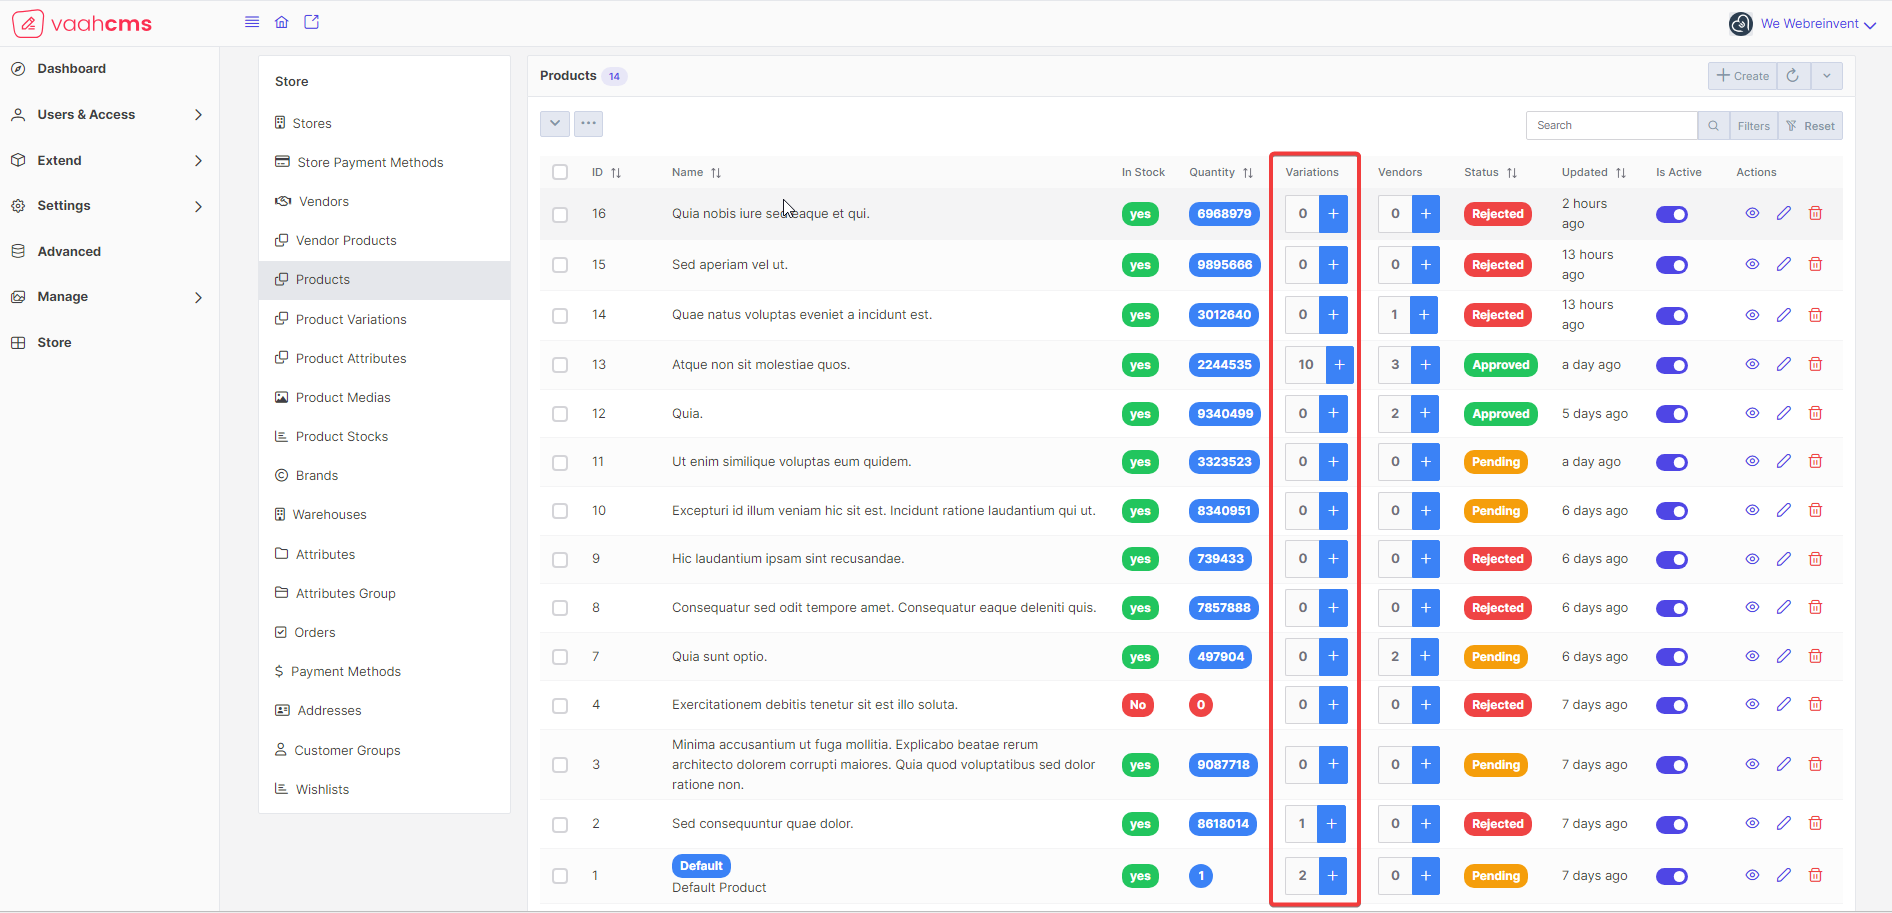 vaahcms
We Webreinvent
Dashboard
Users & Access
Extend
Settings
Advanced
Manage
Store
Store
Stores
Store Payment Methods
Vendors
Vendor Products
Products
Product Variations
Product Attributes
Product Medias
Product Stocks
Brands
Warehouses
Attributes
Attributes Group
Orders
Payment Methods
Addresses
Customer Groups
Wishlists
Products 14
+ Create
Search Filters Reset
ID Name In Stock Quantity Variations Vendors Status Updated Is Active Actions
16 Quia nobis iure sed eaque et qui. yes 6968979 0 + 0 + Rejected 2 hours
ago
15 Sed aperiam vel ut. yes 9895666 0 + 0 + Rejected 13 hours
ago
14 Quae natus voluptas eveniet a incidunt est. yes 3012640 0 + 1 + Rejected 13 hours
ago
13 Atque non sit molestiae quos. yes 2244535 10 + 3 + Approved a day ago
12 Quia. yes 9340499 0 + 2 + Approved 5 days ago
11 Ut enim similique voluptas eum quidem. yes 3323523 0 + 0 + Pending a day ago
10 Excepturi id illum veniam hic sit est. Incidunt ratione laudantium qui ut. yes 8340951 0 + 0 + Pending 6 days ago
9 Hic laudantium ipsam sint recusandae. yes 739433 0 + 0 + Rejected 6 days ago
8 Consequatur sed odit tempore amet. Consequatur eaque deleniti quis. yes 7857888 0 + 0 + Rejected 6 days ago
7 Quia sunt optio. yes 497904 0 + 2 + Pending 6 days ago
4 Exercitationem debitis tenetur sit est illo soluta. No 0 0 + 0 + Rejected 7 days ago
Minima accusantium ut fuga mollitia. Explicabo beatae rerum
3 architecto dolorem corrupti maiores. Quia quod voluptatibus sed dolor yes 9087718 0 + 0 + Pending 7 days ago
ratione non.
2 Sed consequuntur quae dolor. yes 8618014 1 + 0 + Rejected 7 days ago
Default
1 Default Product yes 1 2 + 0 + Pending 7 days ago